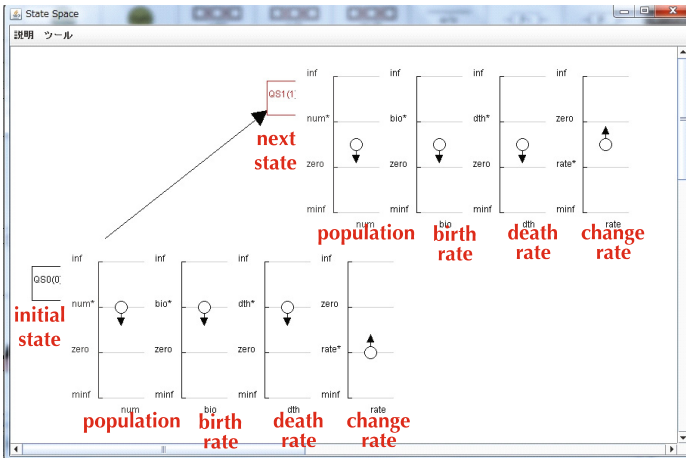 State Space
説明 ツール
inf inf inf inf
QS1(1)
num* bio* dth* zero
next
state
zero zero zero rate*
minf minf minf minf
num bio dth rate
population birth rate death rate change rate
inf inf inf inf
QS0(0)
num* bio* dth* zero
initial
state
zero zero zero rate*
minf minf minf minf
num bio dth rate
population birth rate death rate change rate